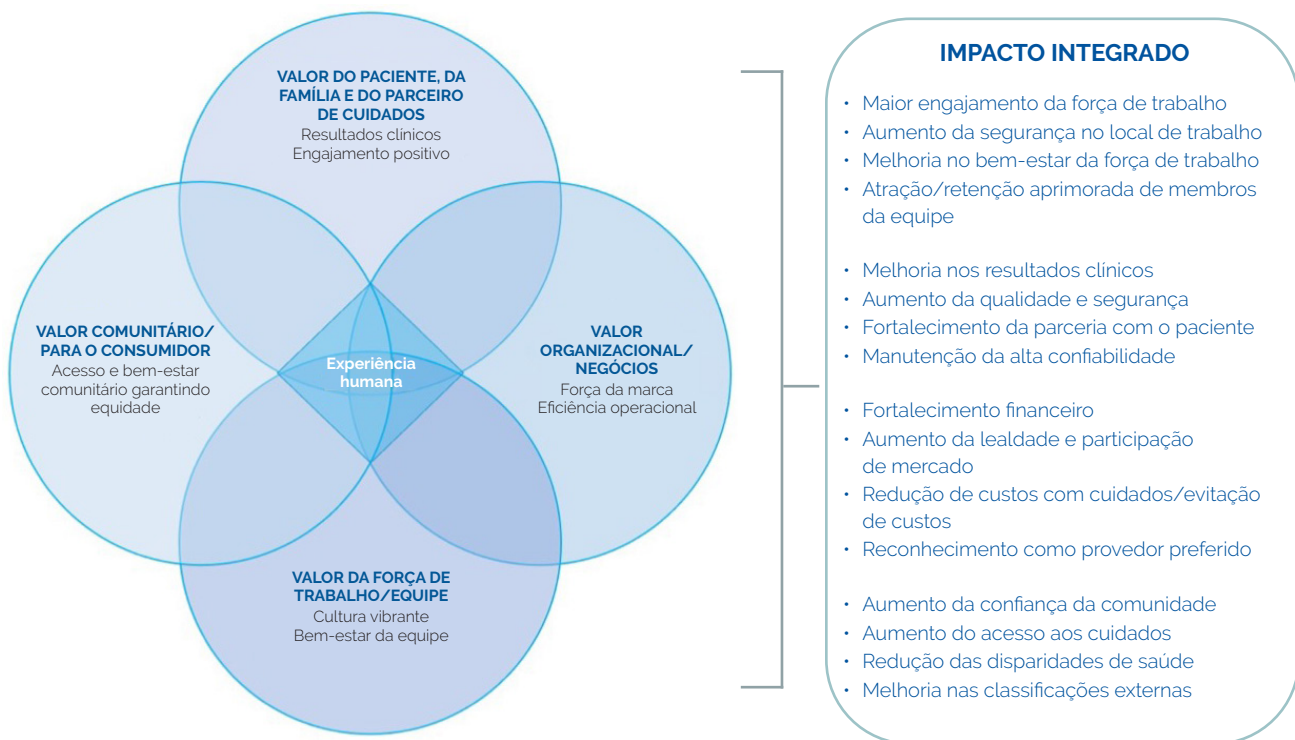 VALOR DO PACIENTE, DA
FAMÍLIA E DO PARCEIRO
DE CUIDADOS
Resultados clínicos
Engajamento positivo
VALOR COMUNITÁRIO/
PARA O CONSUMIDOR
Acesso e bem-estar
comunitário garantindo
equidade
Experiência
humana
VALOR
ORGANIZACIONAL/
NEGÓCIOS
Força da marca
Eficiência operacional
VALOR DA FORÇA DE
TRABALHO/EQUIPE
Cultura vibrante
Bem-estar da equipe
IMPACTO INTEGRADO
• Maior engajamento da força de trabalho
• Aumento da segurança no local de trabalho
• Melhoria no bem-estar da força de trabalho
• Atração/retenção aprimorada de membros
da equipe
• Melhoria nos resultados clínicos
• Aumento da qualidade e segurança
• Fortalecimento da parceria com o paciente
• Manutenção da alta confiabilidade
• Fortalecimento financeiro
• Aumento da lealdade e participação
de mercado
• Redução de custos com cuidados/evitação
de custos
• Reconhecimento como provedor preferido
• Aumento da confiança da comunidade
• Aumento do acesso aos cuidados
• Redução das disparidades de saúde
• Melhoria nas classificações externas